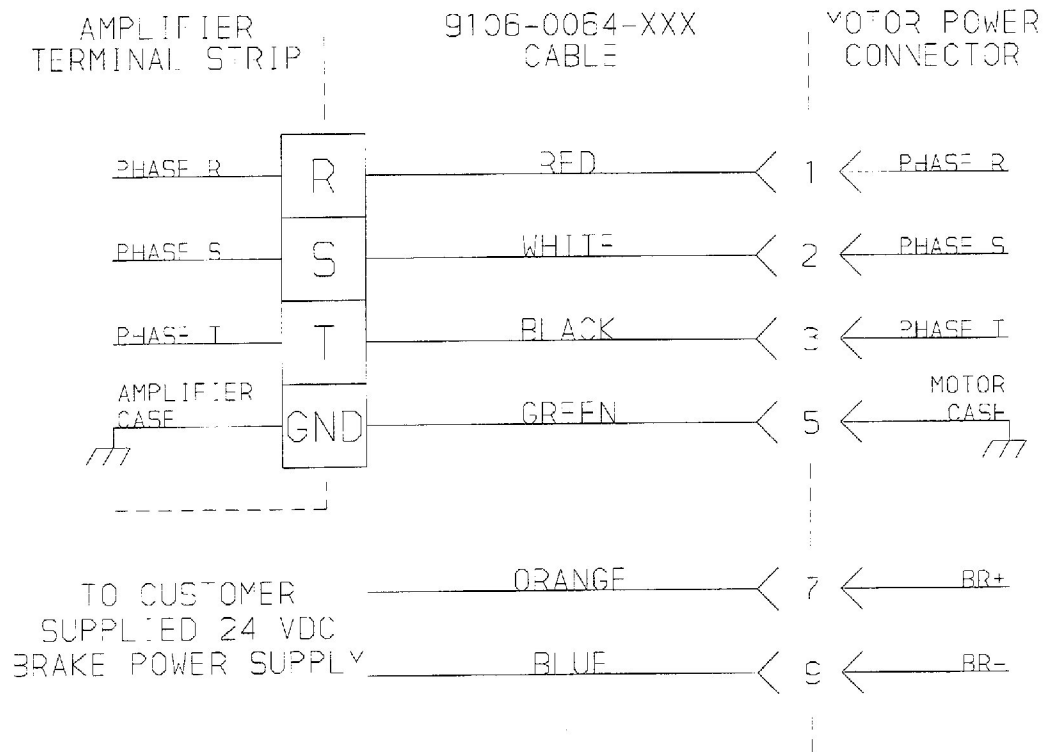 AMPLIFIER
TERMINAL STRIP
9106-0064-XXX
CABLE
MOTOR POWER
CONNECTOR
PHASE R
R
RED
1
PHASE R
PHASE S
S
WHITE
2
PHASE S
PHASE T
T
BLACK
3
PHASE T
AMPLIFIER
CASE
GND
GREEN
5
MOTOR
CASE
TO CUSTOMER
SUPPLIED 24 VDC
BRAKE POWER SUPPLY
ORANGE
7
BR+
BLUE
9
BR-